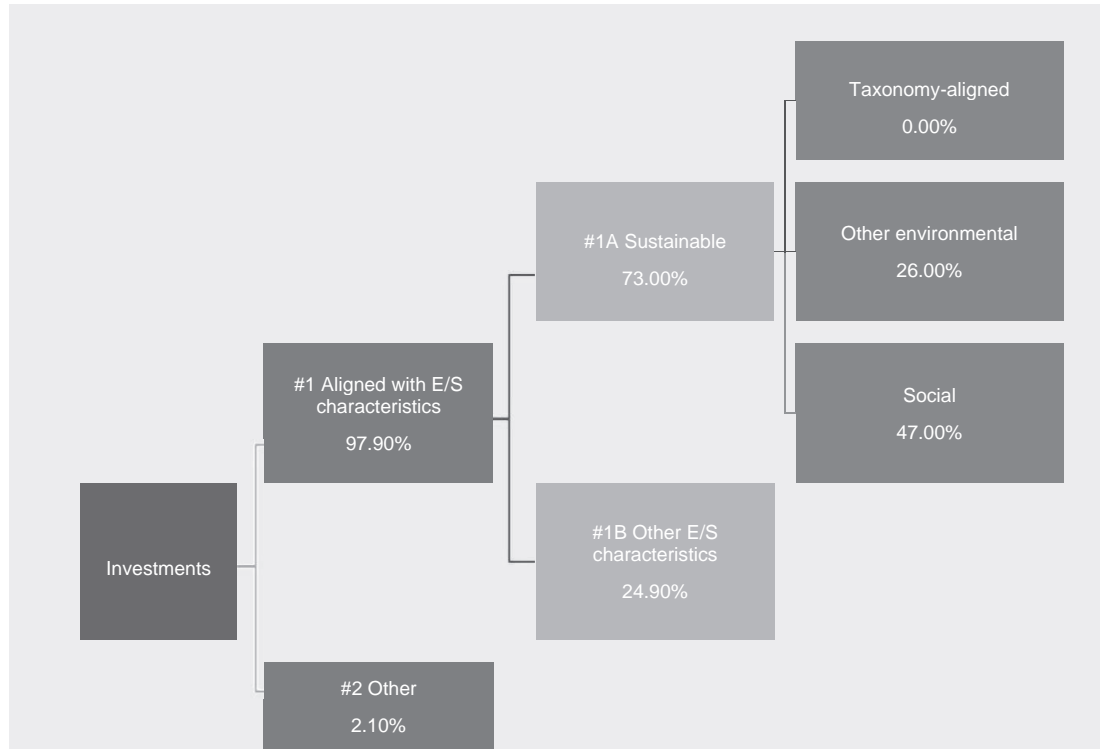 Taxonomy-aligned
0.00%
#1A Sustainable
73.00%
Other environmental
26.00%
#1 Aligned with E/S
characteristics
97.90%
Social
47.00%
Investments
#1B Other E/S
characteristics
24.90%
#2 Other
2.10%